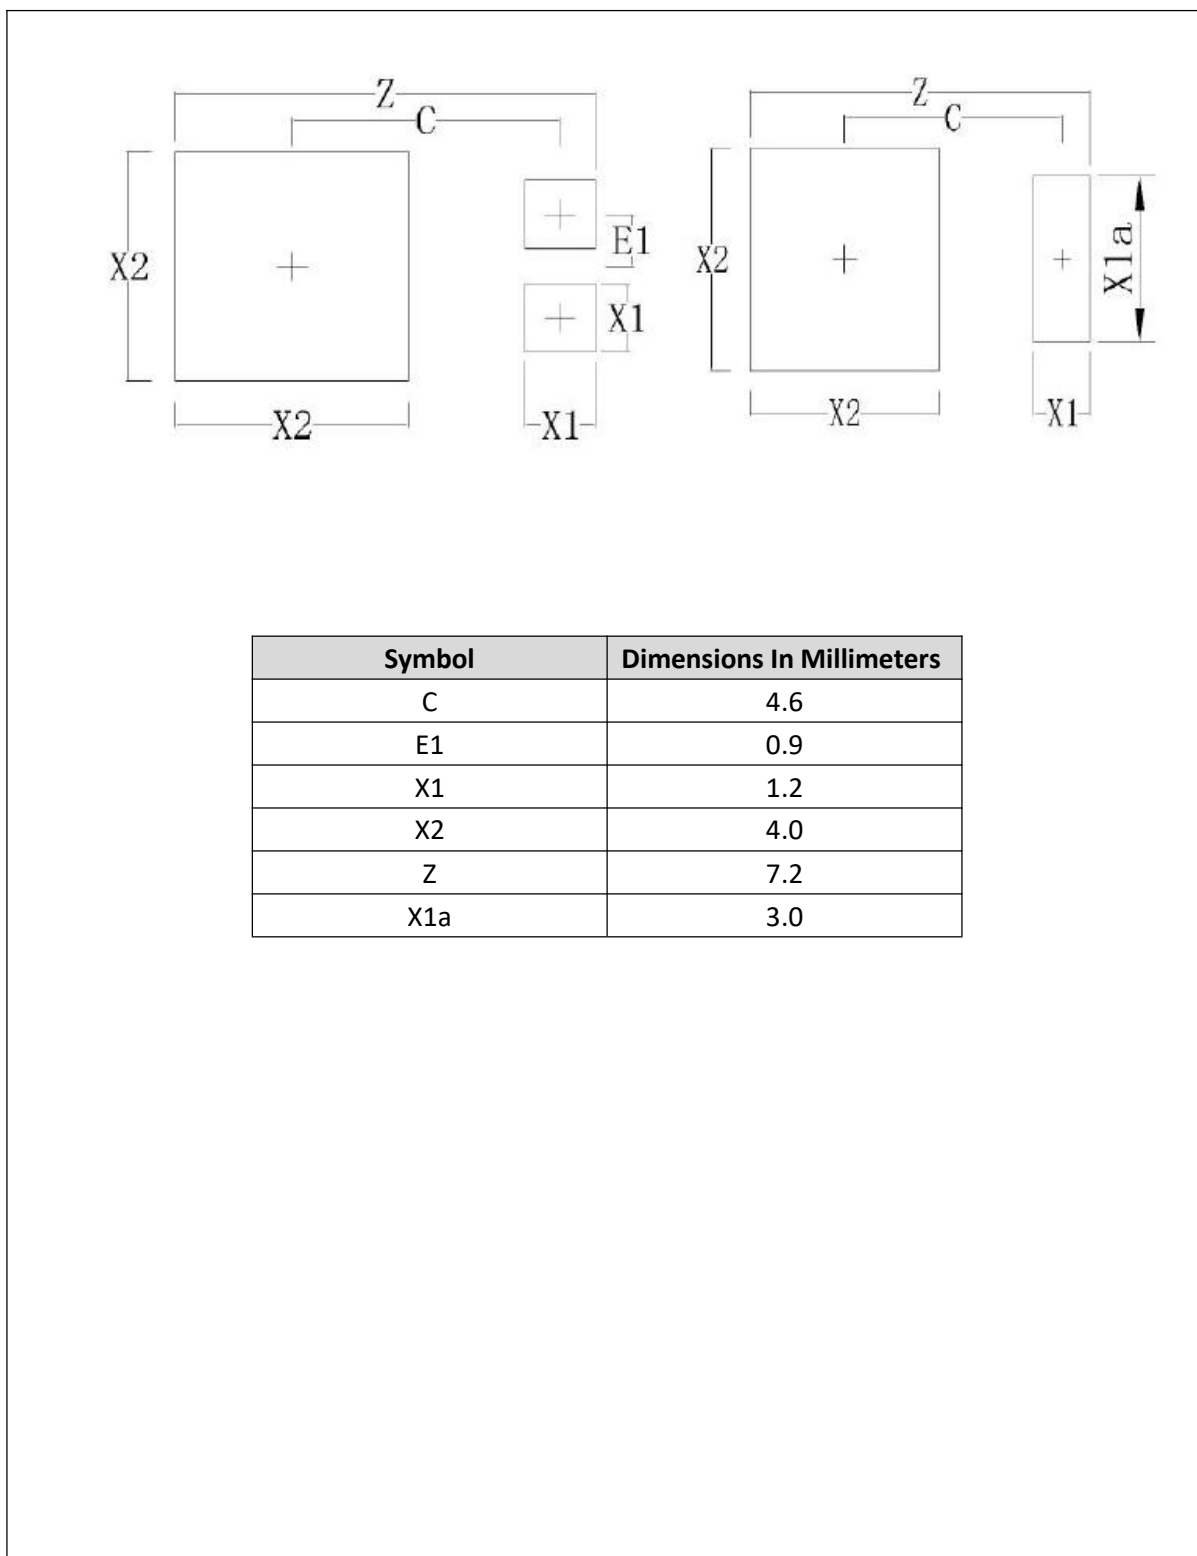 Z
C
X2
E1
X1
X2
X1
Z
C
X2
X1a
X2
X1
Symbol Dimensions In Millimeters
C 4.6
E1 0.9
X1 1.2
X2 4.0
Z 7.2
X1a 3.0